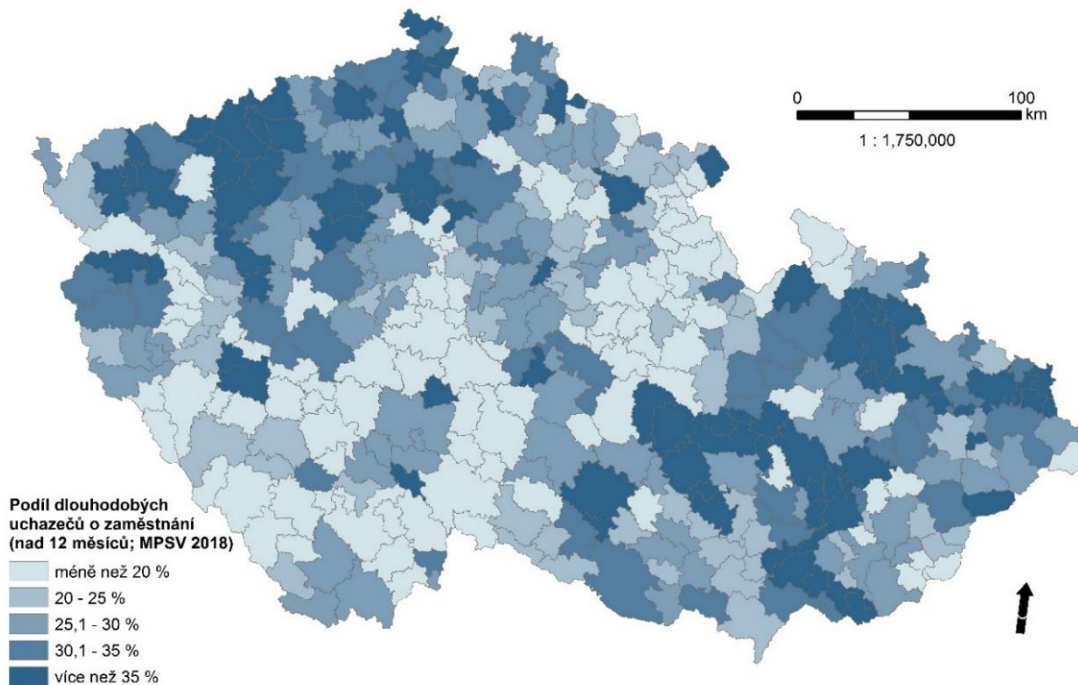 0 100
km
1 : 1,750,000
Podíl dlouhodobých
uchazečů o zaměstnání
(nad 12 měsíců; MPSV 2018)
méně než 20 %
20 - 25 %
25,1 - 30 %
30,1 - 35 %
více než 35 %